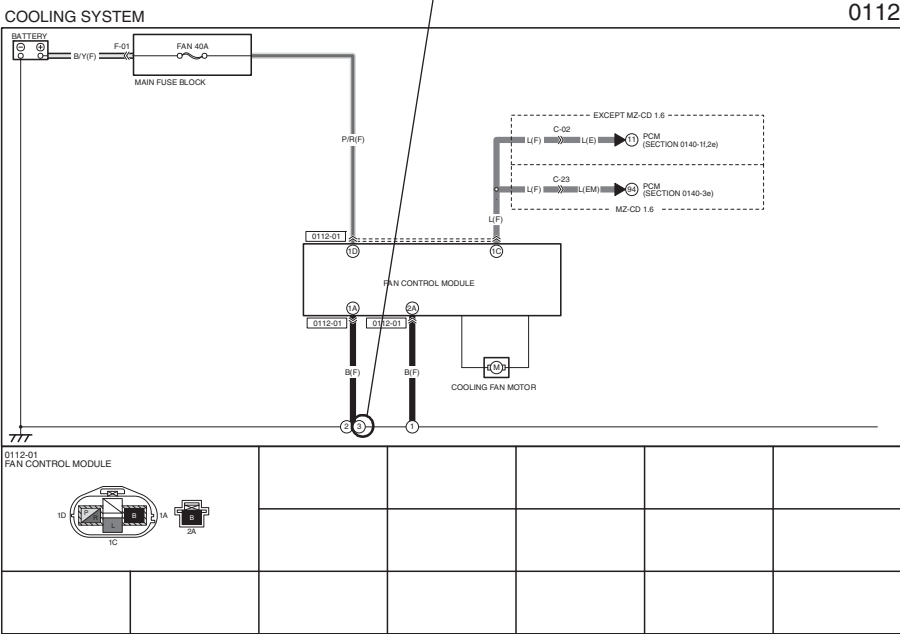 COOLING SYSTEM
0112
BATTERY
B/Y(F)
F-01
FAN 40A
MAIN FUSE BLOCK
P/R(F)
EXCEPT MZ-CD 1.6
C-02
L(F)
L(E)
11
PCM
(SECTION 0140-1f,2e)
C-23
L(F)
L(EM)
94
PCM
(SECTION 0140-3e)
MZ-CD 1.6
L(F)
0112-01
1D
1C
FAN CONTROL MODULE
1A
2A
0112-01
0112-01
B(F)
B(F)
M
COOLING FAN MOTOR
2
3
1
0112-01
FAN CONTROL MODULE
1D
P
R
B
1A
L
1C
B
2A